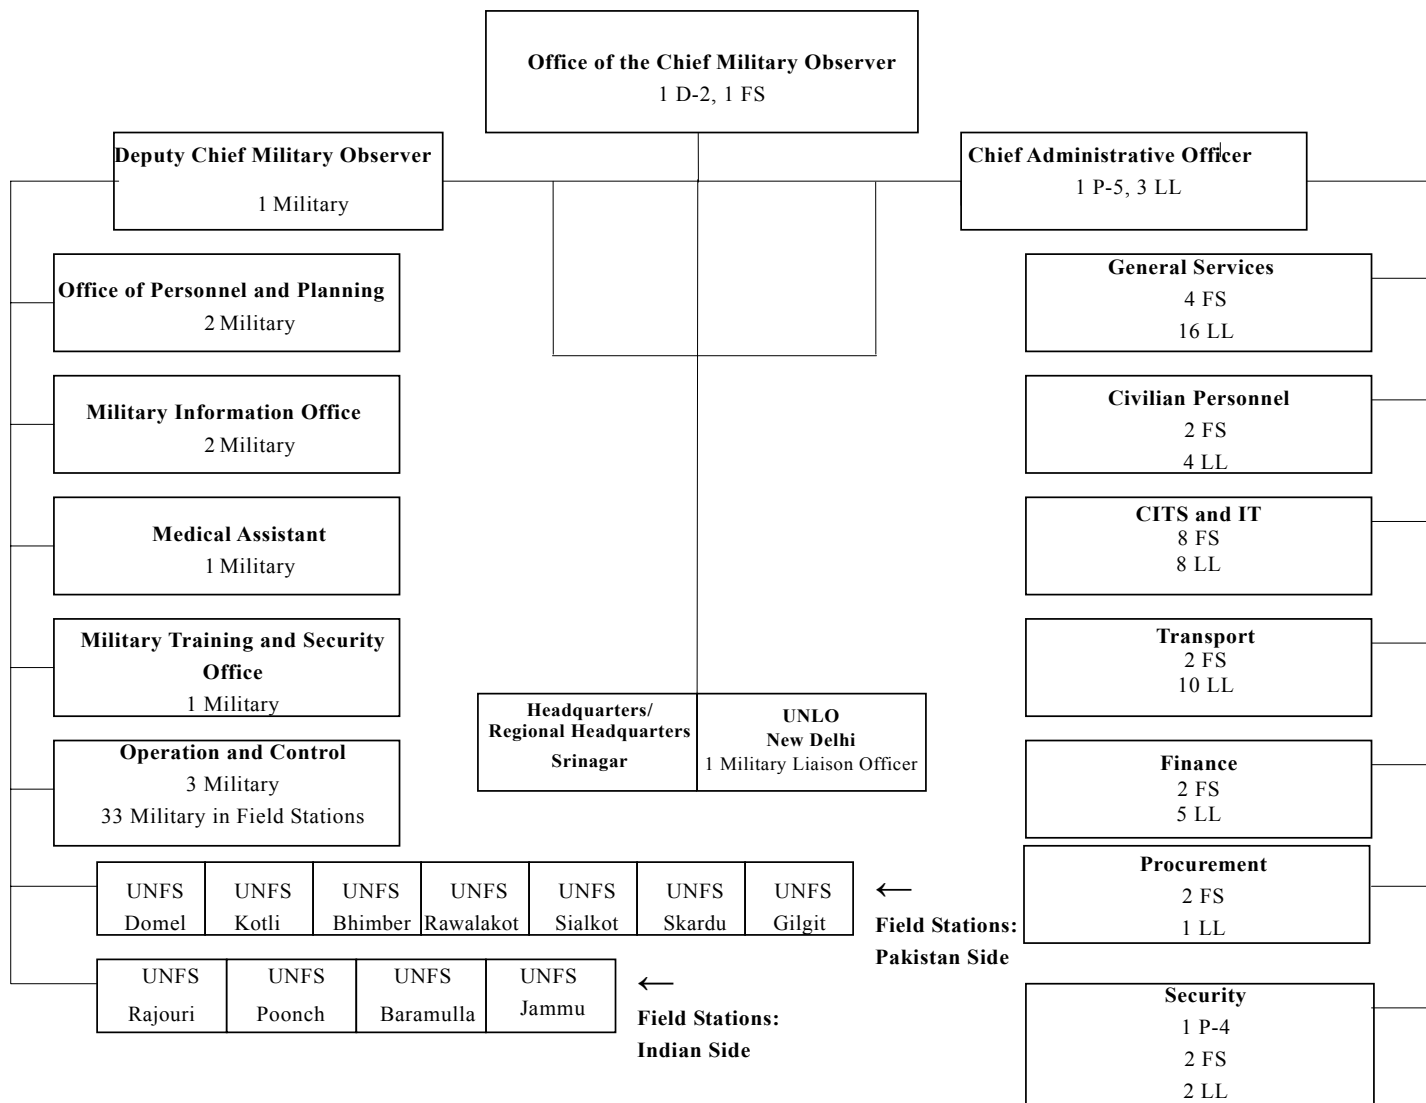 Office of the Chief Military Observer
1 D-2, 1 FS
Deputy Chief Military Observer
1 Military
Chief Administrative Officer
1 P-5, 3 LL
Office of Personnel and Planning
2 Military
Military Information Office
2 Military
Medical Assistant
1 Military
Military Training and Security
Office
1 Military
Operation and Control
3 Military
33 Military in Field Stations
Headquarters/
Regional Headquarters
Srinagar
UNLO
New Delhi
1 Military Liaison Officer
General Services
4 FS
16 LL
Civilian Personnel
2 FS
4 LL
CITS and IT
8 FS
8 LL
Transport
2 FS
10 LL
Finance
2 FS
5 LL
Procurement
2 FS
1 LL
Security
1 P-4
2 FS
2 LL
UNFS
Domel
UNFS
Kotli
UNFS
Bhimber
UNFS
Rawalakot
UNFS
Sialkot
UNFS
Skardu
UNFS
Gilgit
←
Field Stations:
Pakistan Side
UNFS
Rajouri
UNFS
Poonch
UNFS
Baramulla
UNFS
Jammu
←
Field Stations:
Indian Side